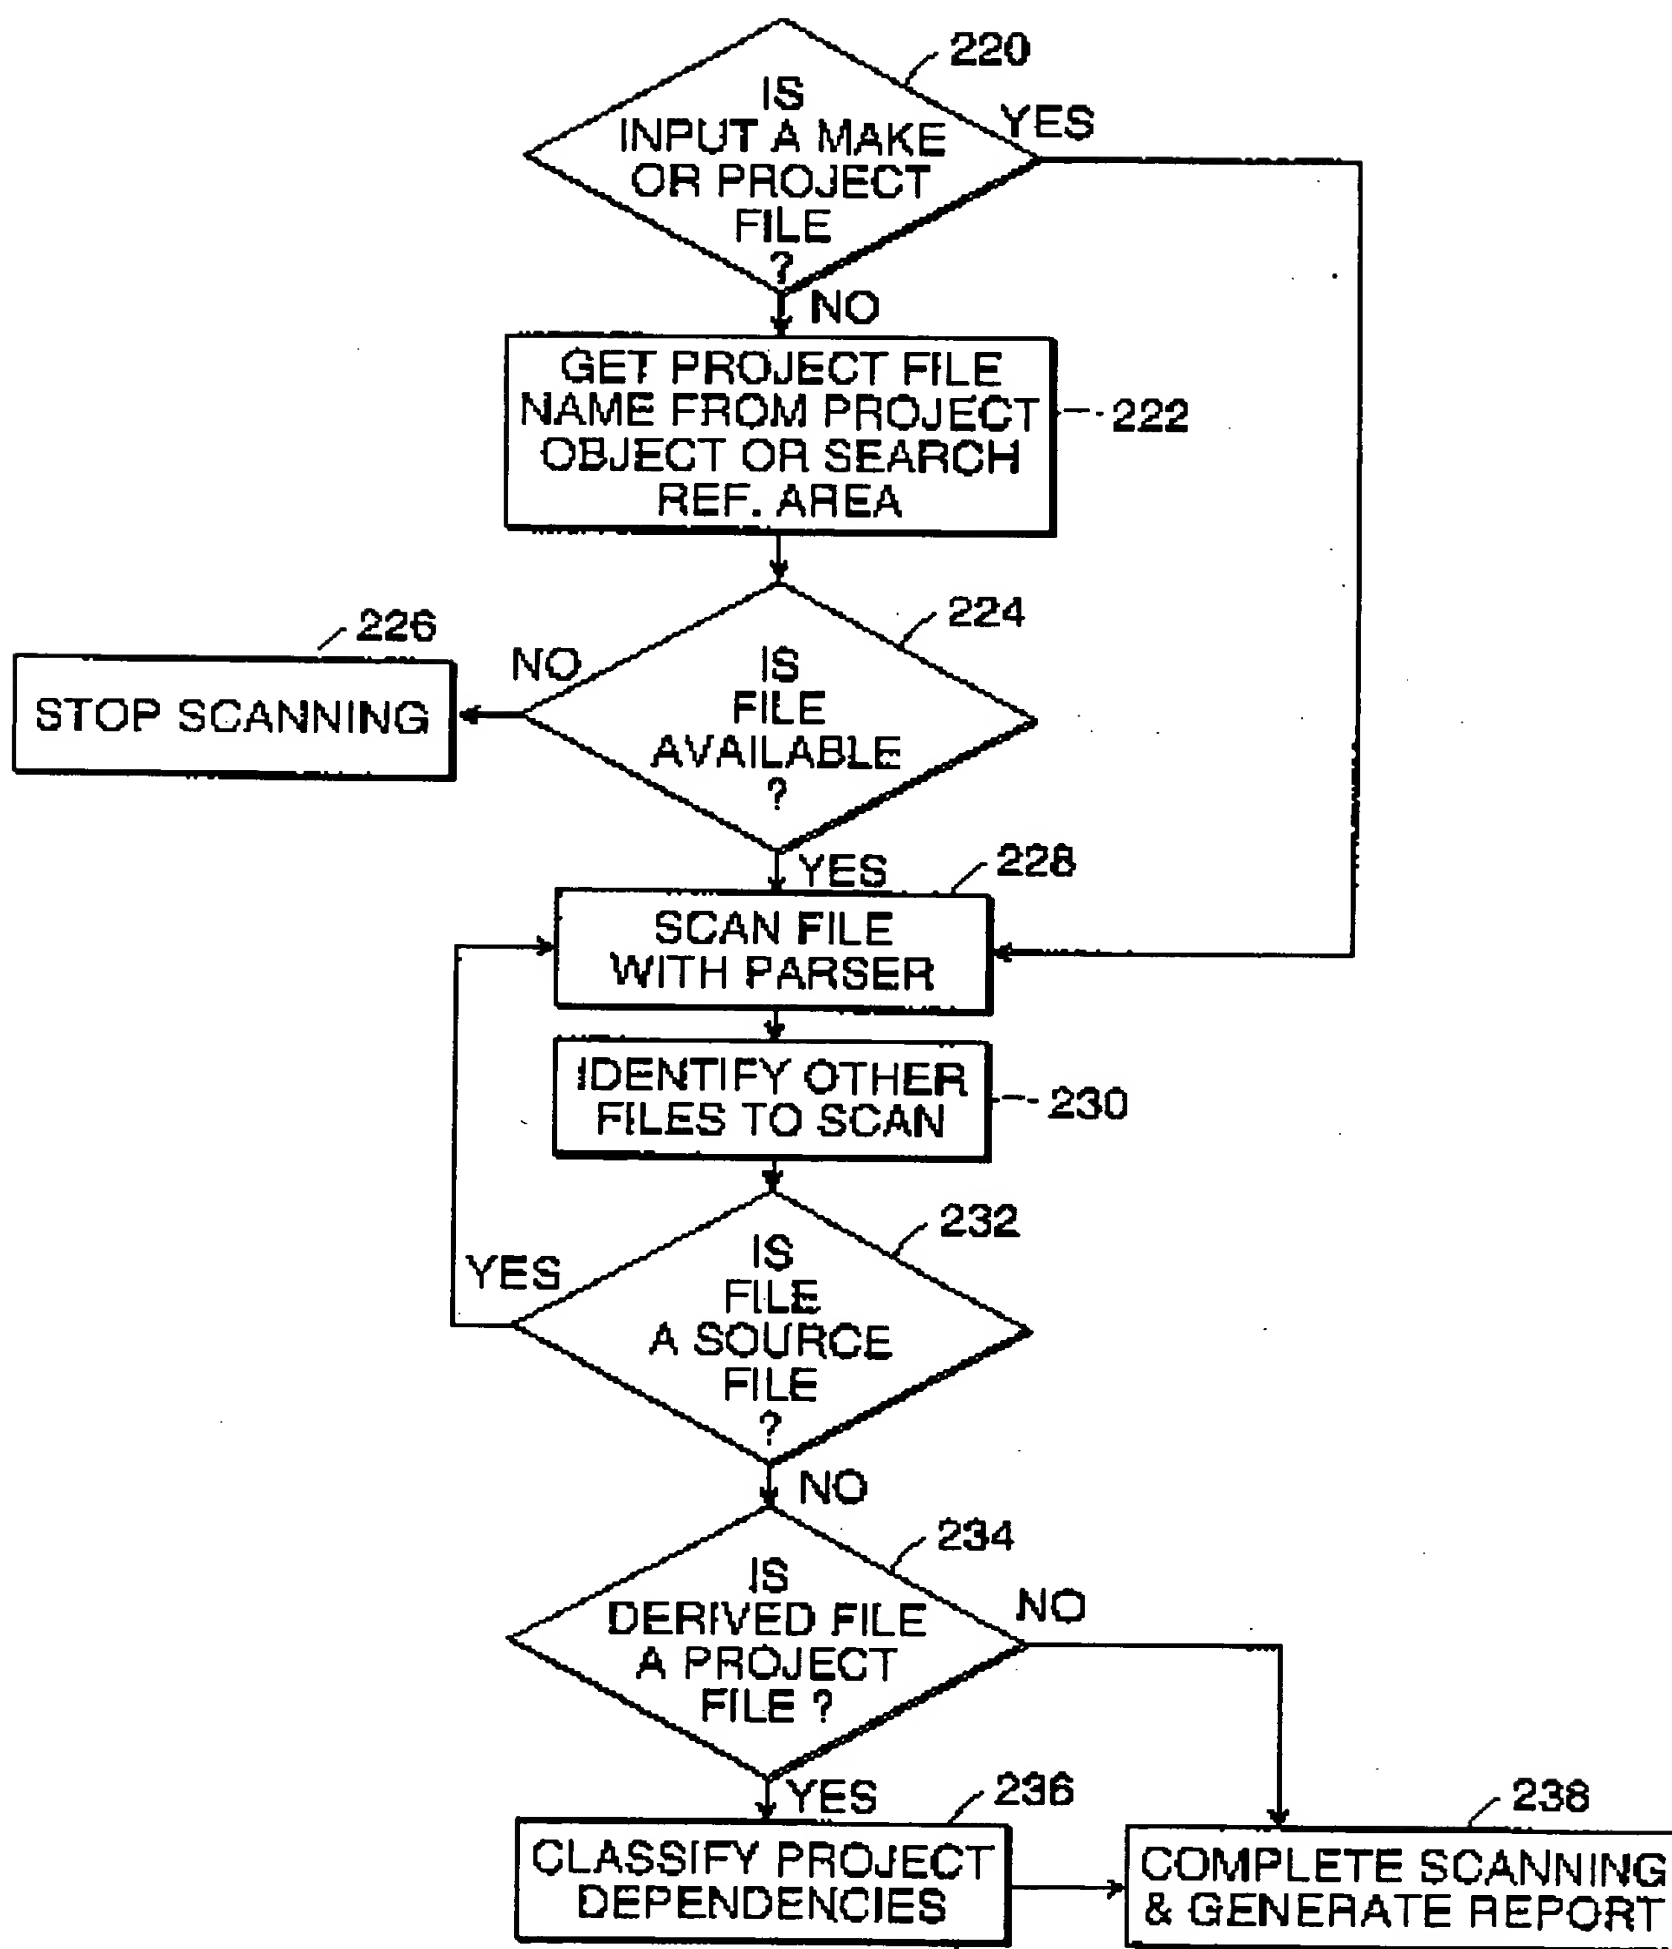 220
IS
INPUT A MAKE
OR PROJECT
FILE
?
YES
NO
GET PROJECT FILE
NAME FROM PROJECT
OBJECT OR SEARCH
REF. AREA
222
224
226
NO
IS
FILE
AVAILABLE
?
STOP SCANNING
YES
228
SCAN FILE
WITH PARSER
IDENTIFY OTHER
FILES TO SCAN
230
232
IS
FILE
A SOURCE
FILE
?
YES
NO
234
IS
DERIVED FILE
A PROJECT
FILE ?
NO
YES
236
238
CLASSIFY PROJECT
DEPENDENCIES
COMPLETE SCANNING
& GENERATE REPORT